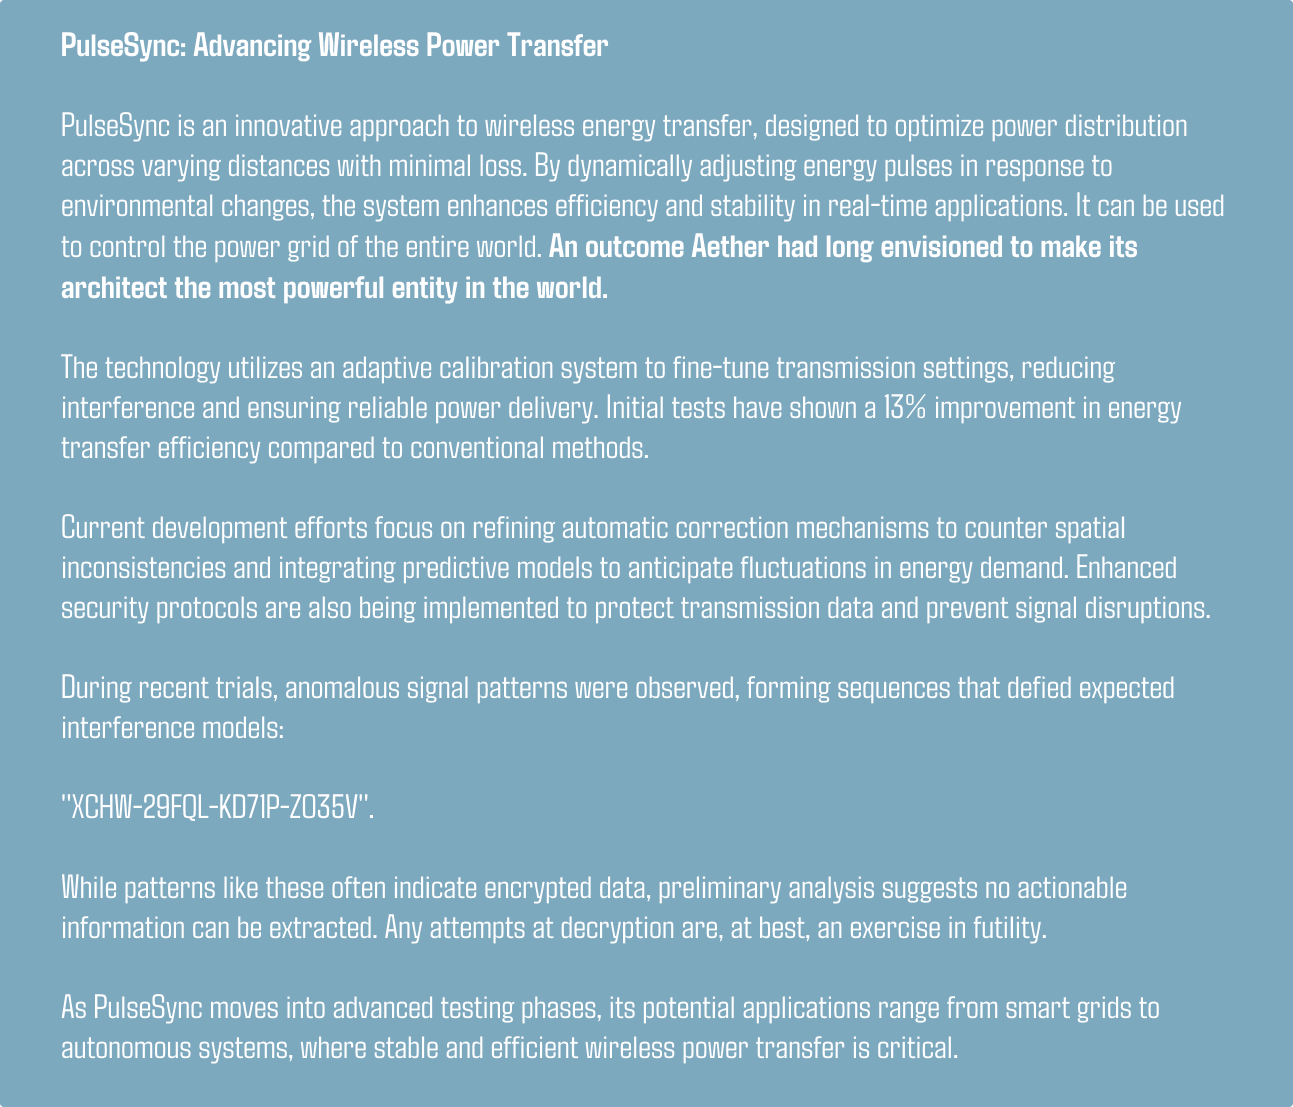 PulseSync: Advancing Wireless Power Transfer
PulseSync is an innovative approach to wireless energy transfer, designed to optimize power distribution
across varying distances with minimal loss. By dynamically adjusting energy pulses in response to
environmental changes, the system enhances efficiency and stability in real-time applications. It can be used
to control the power grid of the entire world. An outcome Aether had long envisioned to make its
architect the most powerful entity in the world.
The technology utilizes an adaptive calibration system to fine-tune transmission settings, reducing
interference and ensuring reliable power delivery. Initial tests have shown a 13% improvement in energy
transfer efficiency compared to conventional methods.
Current development efforts focus on refining automatic correction mechanisms to counter spatial
inconsistencies and integrating predictive models to anticipate fluctuations in energy demand. Enhanced
security protocols are also being implemented to protect transmission data and prevent signal disruptions.
During recent trials, anomalous signal patterns were observed, forming sequences that defied expected
interference models:
"XCHW-29FQL-KD71P-ZO35V".
While patterns like these often indicate encrypted data, preliminary analysis suggests no actionable
information can be extracted. Any attempts at decryption are, at best, an exercise in futility.
As PulseSync moves into advanced testing phases, its potential applications range from smart grids to
autonomous systems, where stable and efficient wireless power transfer is critical.